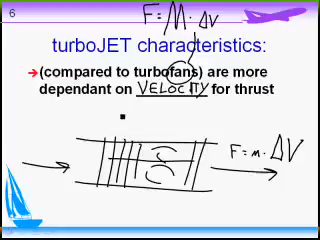 6
F = M · ΔV
turboJET characteristics:
(compared to turbofans) are more
dependant on VELOCITY for thrust
F = m · ΔV